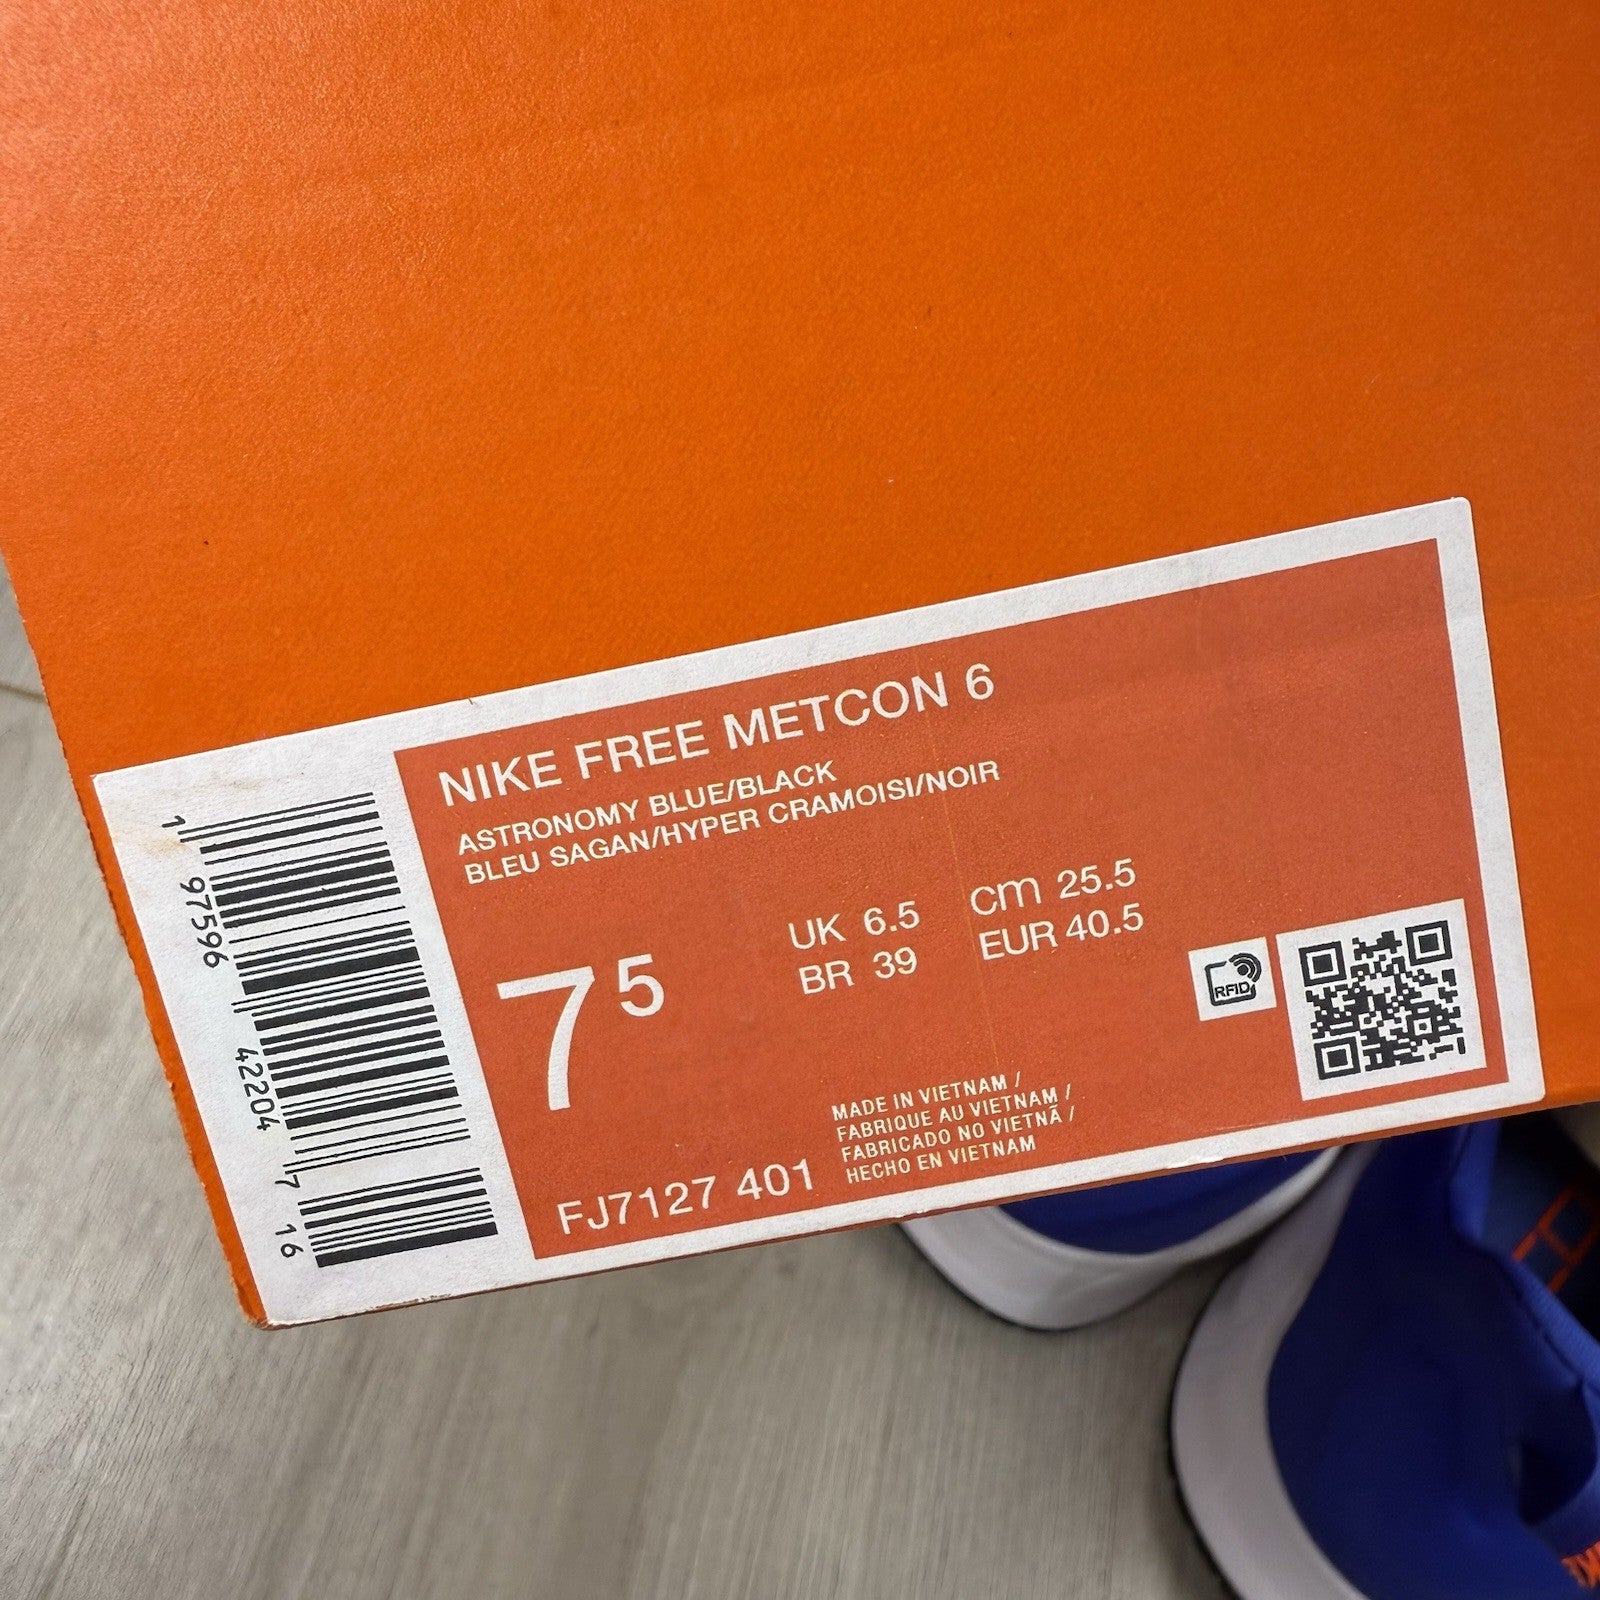 NIKE FREE METCON 6
ASTRONOMY BLUE/BLACK
BLEU SAGAN/HYPER CRAMOISI/NOIR
7⁵
UK 6.5
BR 39
cm 25.5
EUR 40.5
RFID
MADE IN VIETNAM /
FABRIQUE AU VIETNAM /
FABRICADO NO VIETNÃ /
HECHO EN VIETNAM
FJ7127 401
1 97596 42204 7 16